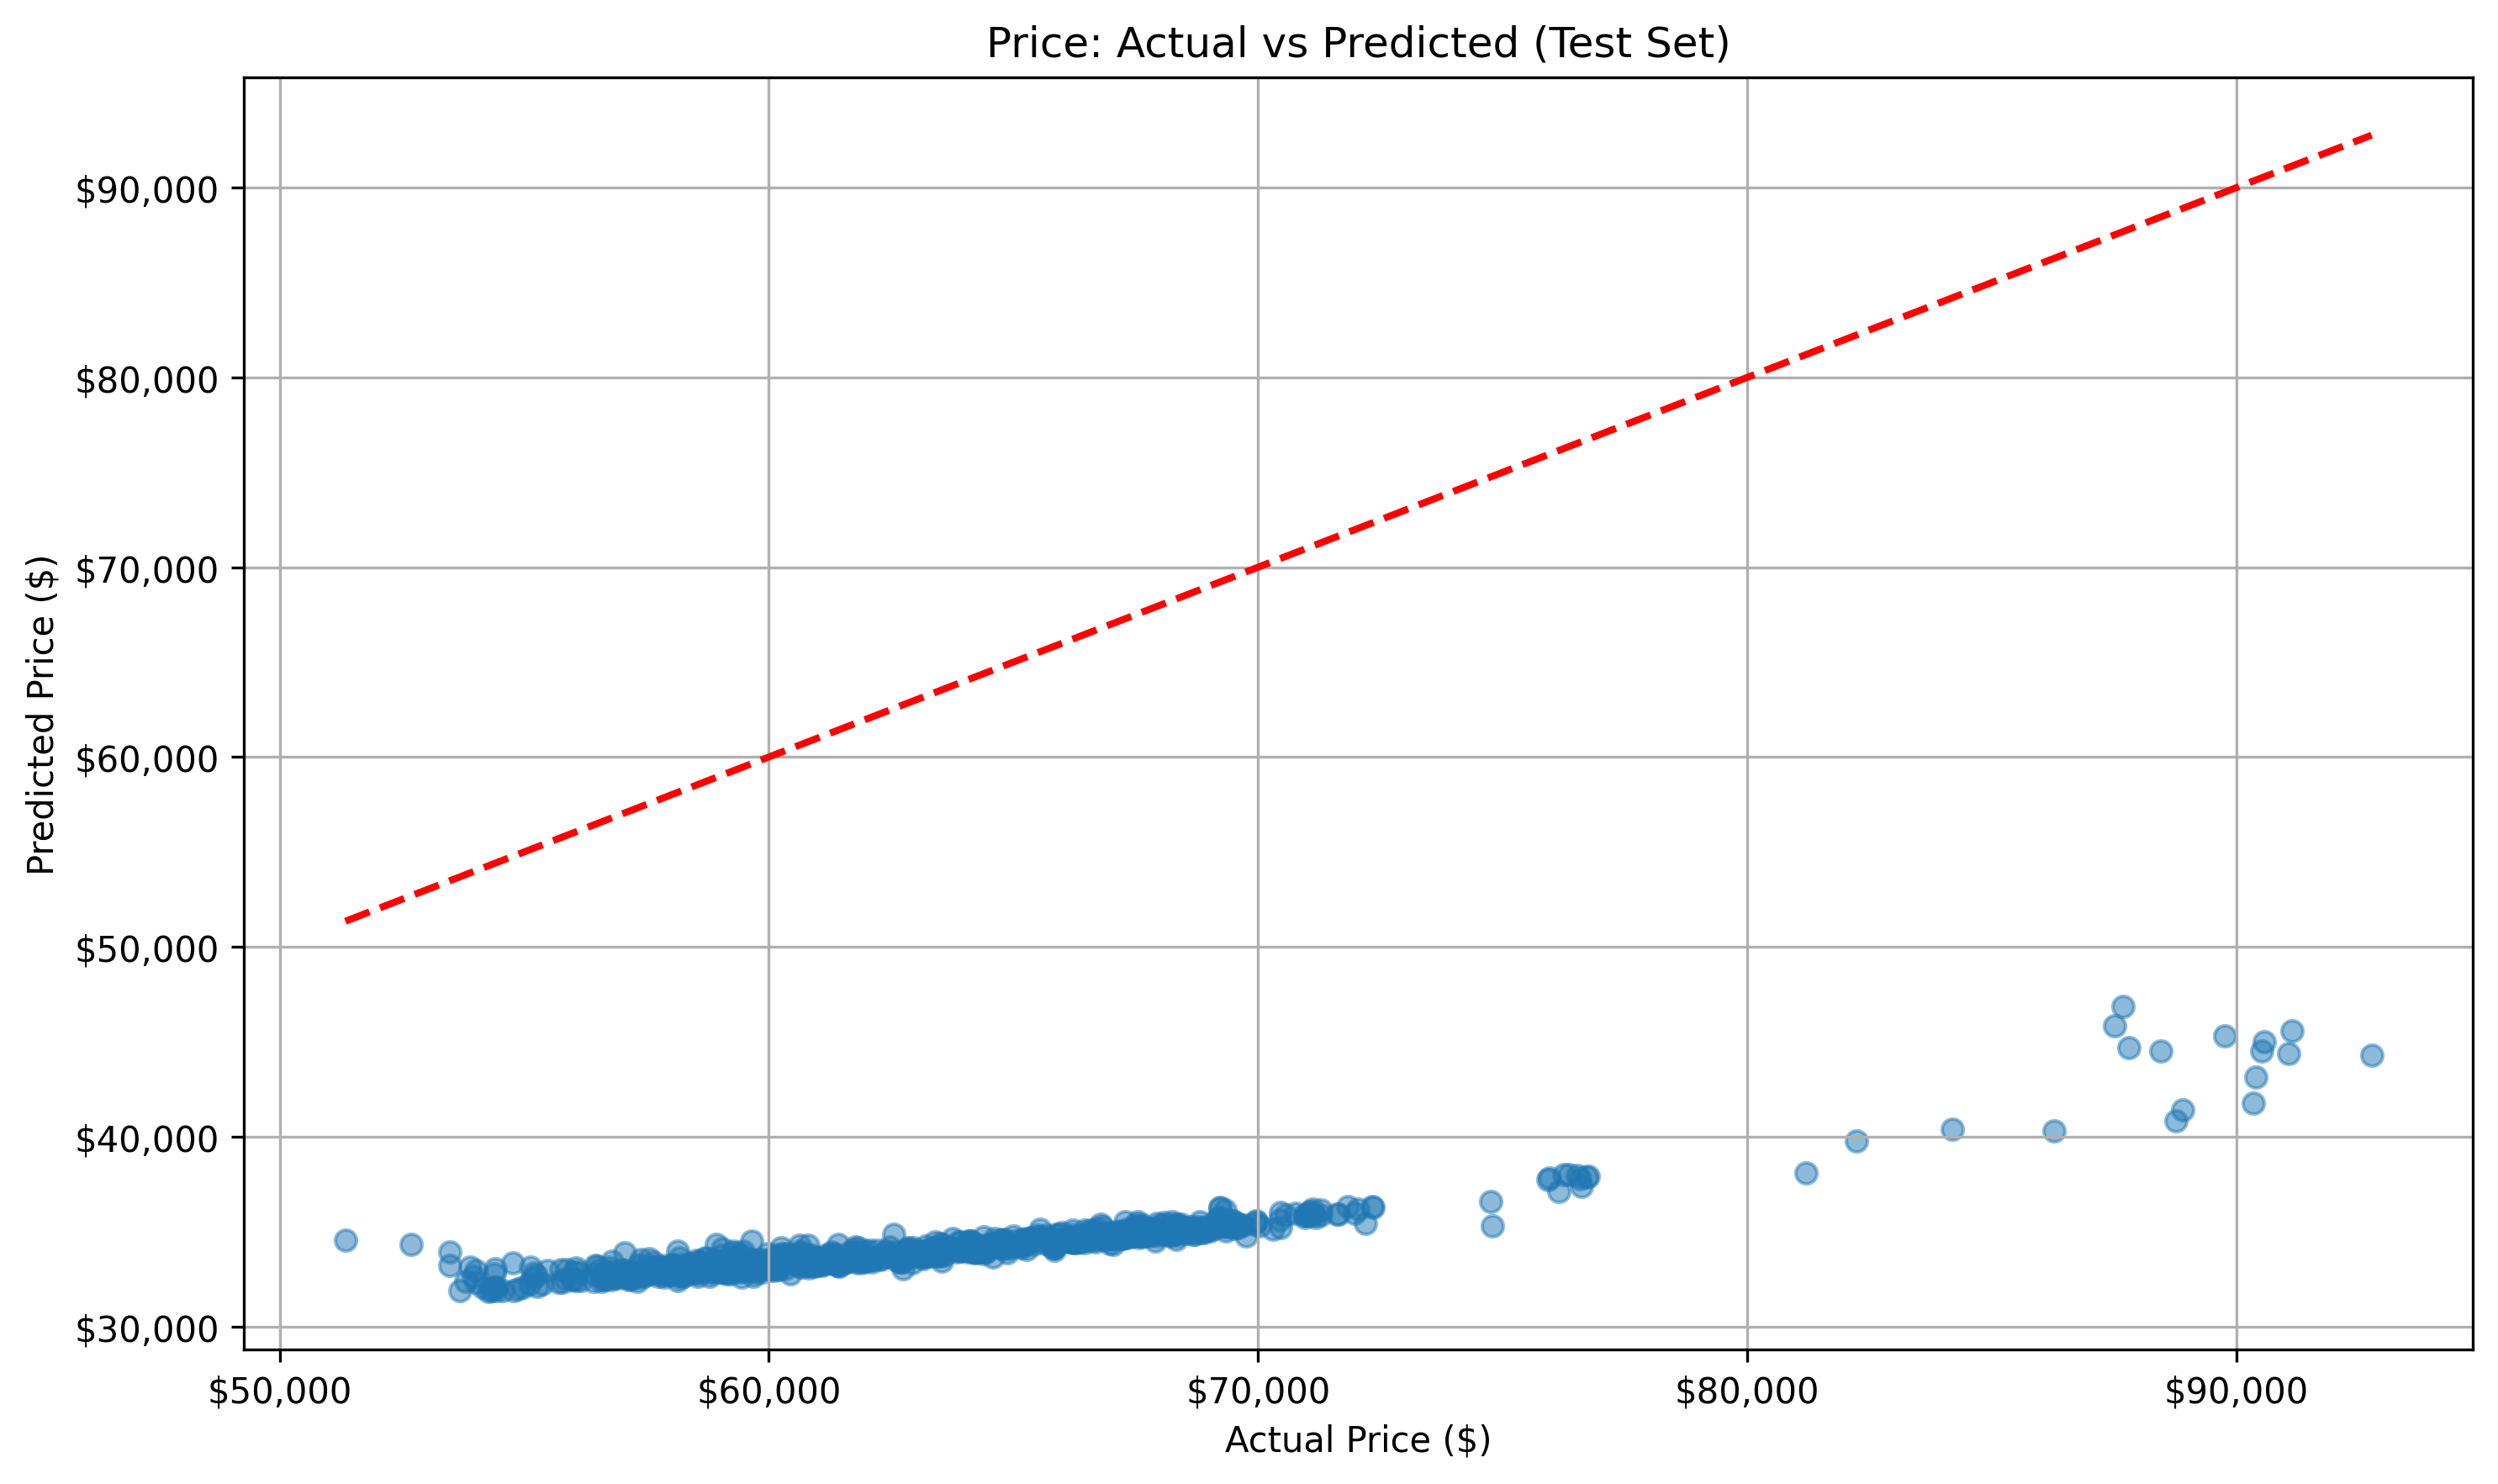 Price: Actual vs Predicted (Test Set)
Predicted Price ($)
$90,000
$80,000
$70,000
$60,000
$50,000
$40,000
$30,000
$50,000 $60,000 $70,000 $80,000 $90,000
Actual Price ($)